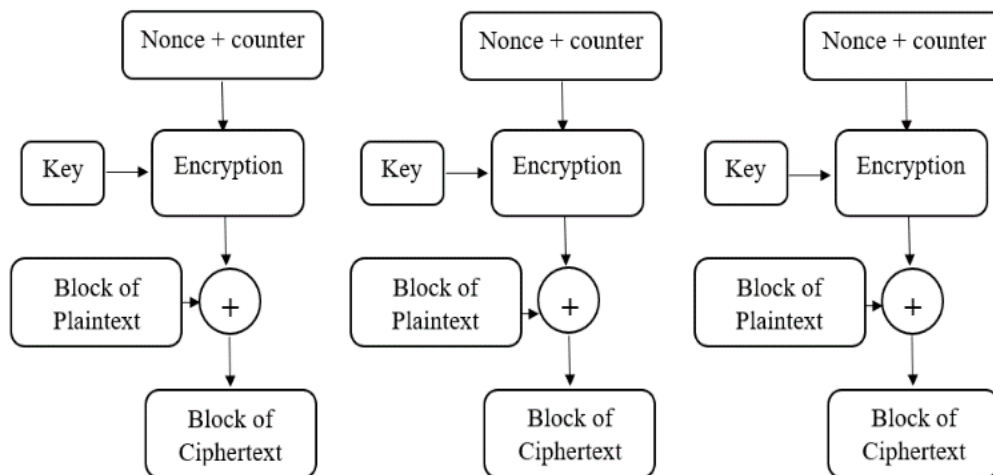 Nonce + counter
Nonce + counter
Nonce + counter
Key
Encryption
Key
Encryption
Key
Encryption
Block of
Plaintext
+
Block of
Plaintext
+
Block of
Plaintext
+
Block of
Ciphertext
Block of
Ciphertext
Block of
Ciphertext